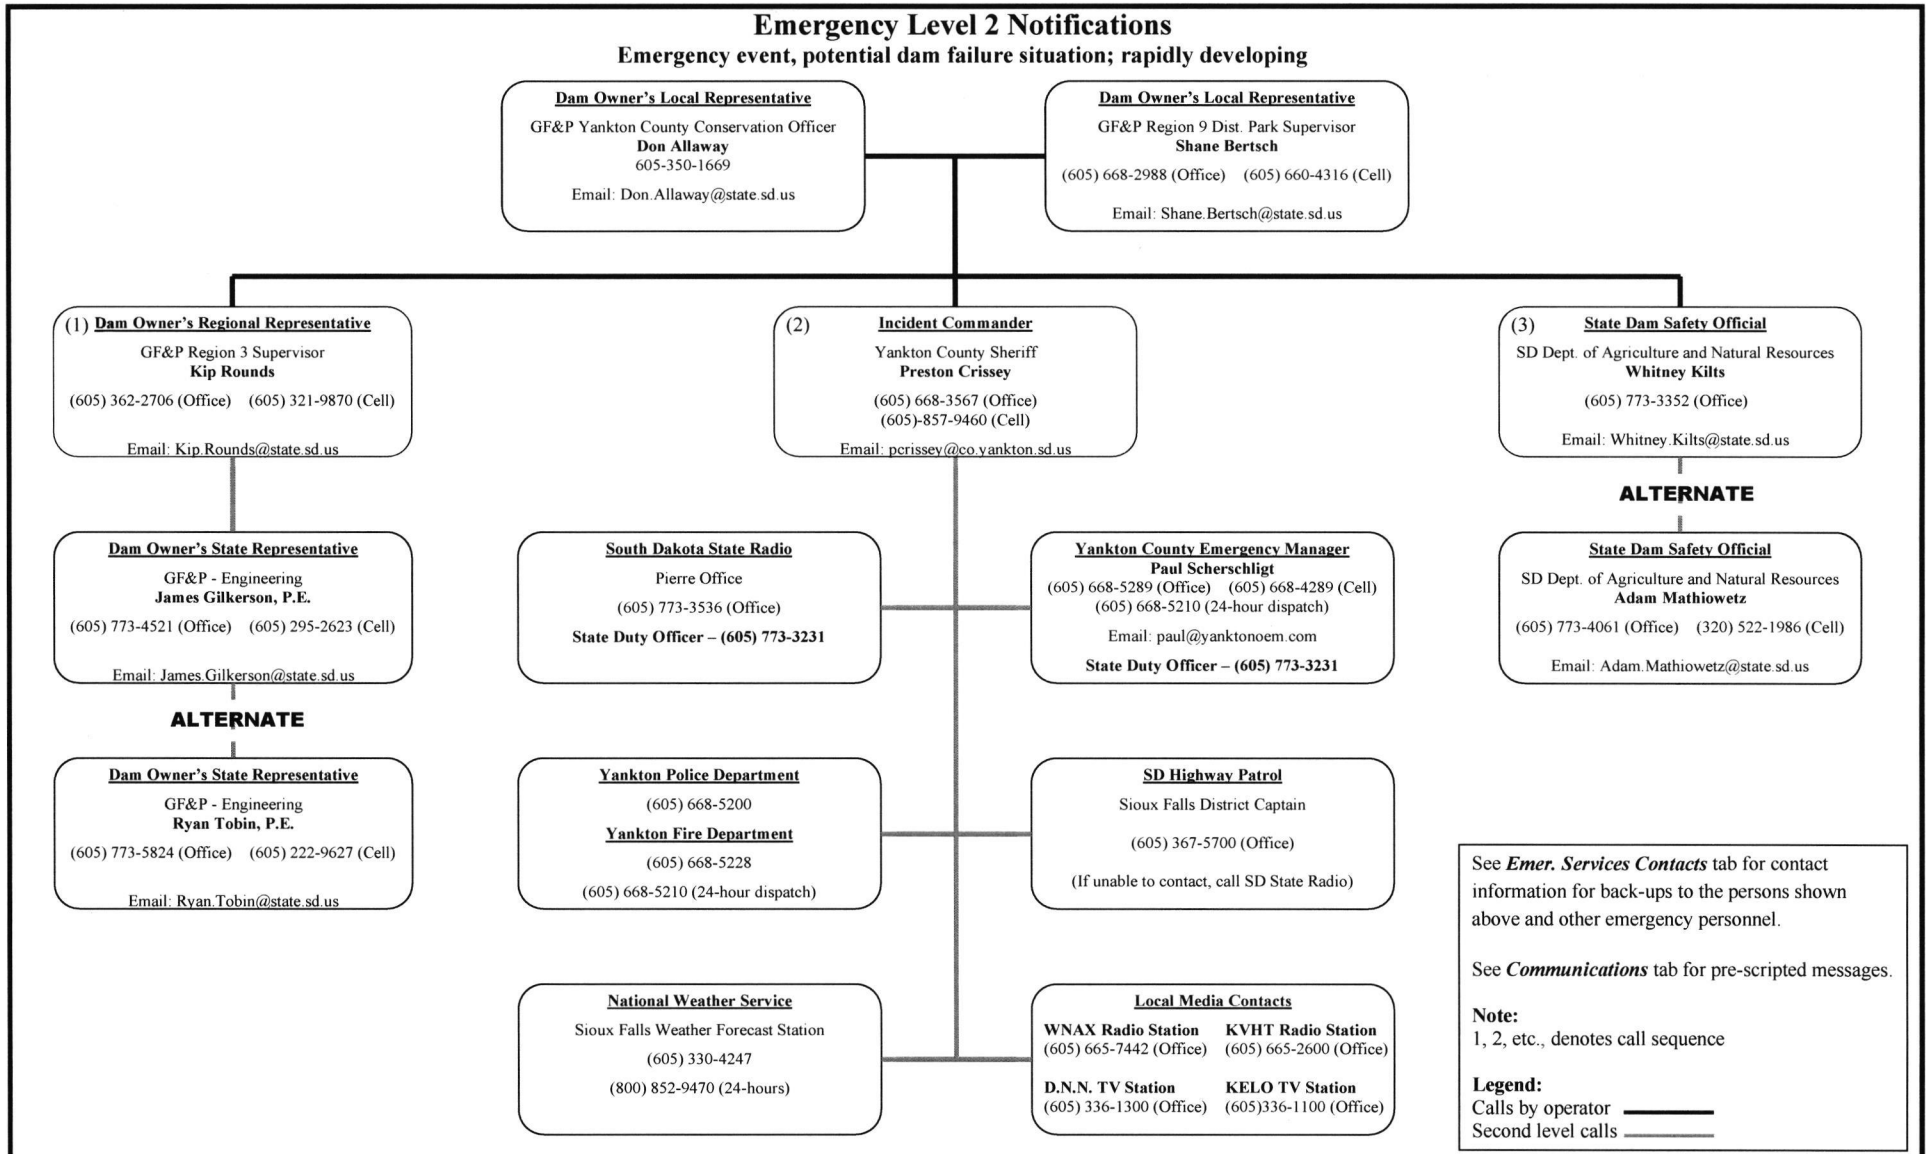 Emergency Level 2 Notifications
Emergency event, potential dam failure situation; rapidly developing
Dam Owner's Local Representative
GF&P Yankton County Conservation Officer
Don Allaway
605-350-1669
Email: Don.Allaway@state.sd.us
Dam Owner's Local Representative
GF&P Region 9 Dist. Park Supervisor
Shane Bertsch
(605) 668-2988 (Office) (605) 660-4316 (Cell)
Email: Shane.Bertsch@state.sd.us
(1) Dam Owner's Regional Representative
GF&P Region 3 Supervisor
Kip Rounds
(605) 362-2706 (Office) (605) 321-9870 (Cell)
Email: Kip.Rounds@state.sd.us
(2) Incident Commander
Yankton County Sheriff
Preston Crissey
(605) 668-3567 (Office)
(605)-857-9460 (Cell)
Email: pcrissey@co.yankton.sd.us
(3) State Dam Safety Official
SD Dept. of Agriculture and Natural Resources
Whitney Kilts
(605) 773-3352 (Office)
Email: Whitney.Kilts@state.sd.us
ALTERNATE
Dam Owner's State Representative
GF&P - Engineering
James Gilkerson, P.E.
(605) 773-4521 (Office) (605) 295-2623 (Cell)
Email: James.Gilkerson@state.sd.us
ALTERNATE
South Dakota State Radio
Pierre Office
(605) 773-3536 (Office)
State Duty Officer – (605) 773-3231
Yankton County Emergency Manager
Paul Scherschligt
(605) 668-5289 (Office) (605) 668-4289 (Cell)
(605) 668-5210 (24-hour dispatch)
Email: paul@yanktonoem.com
State Duty Officer – (605) 773-3231
State Dam Safety Official
SD Dept. of Agriculture and Natural Resources
Adam Mathiowetz
(605) 773-4061 (Office) (320) 522-1986 (Cell)
Email: Adam.Mathiowetz@state.sd.us
Dam Owner's State Representative
GF&P - Engineering
Ryan Tobin, P.E.
(605) 773-5824 (Office) (605) 222-9627 (Cell)
Email: Ryan.Tobin@state.sd.us
Yankton Police Department
(605) 668-5200
Yankton Fire Department
(605) 668-5228
(605) 668-5210 (24-hour dispatch)
SD Highway Patrol
Sioux Falls District Captain
(605) 367-5700 (Office)
(If unable to contact, call SD State Radio)
National Weather Service
Sioux Falls Weather Forecast Station
(605) 330-4247
(800) 852-9470 (24-hours)
Local Media Contacts
WNAX Radio Station KVHT Radio Station
(605) 665-7442 (Office) (605) 665-2600 (Office)
D.N.N. TV Station KELO TV Station
(605) 336-1300 (Office) (605)336-1100 (Office)
See Emer. Services Contacts tab for contact
information for back-ups to the persons shown
above and other emergency personnel.
See Communications tab for pre-scripted messages.
Note:
1, 2, etc., denotes call sequence
Legend:
Calls by operator
Second level calls